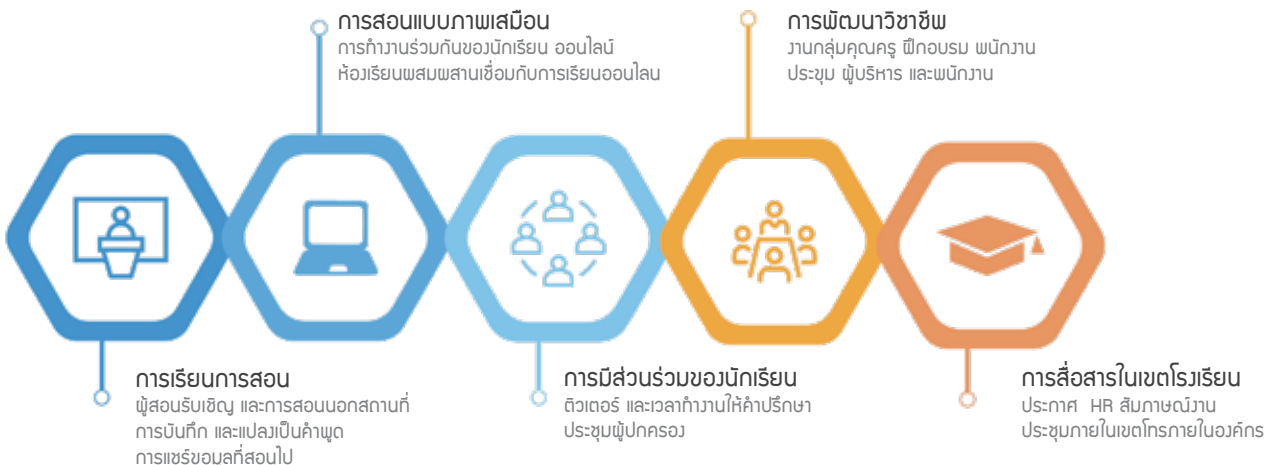 การสอนแบบภาพเสมือน
การทำงานร่วมกันของนักเรียน ออนไลน์
ห้องเรียนผสมผสานเชื่อมกับการเรียนออนไลน
การพัฒนาวิชาชีพ
งานกลุ่มคุณครู ฝึกอบรม พนักงาน
ประชุม ผู้บริหาร และพนักงาน
การเรียนการสอน
ผู้สอนรับเชิญ และการสอนนอกสถานที่
การบันทึก และแปลงเป็นคำพูด
การแชร์ขอมูลที่สอนไป
การมีส่วนร่วมของนักเรียน
ติวเตอร์ และเวลาทำงานให้คำปรึกษา
ประชุมผู้ปกครอง
การสื่อสารในเขตโรงเรียน
ประกาศ HR สัมภาษณ์งาน
ประชุมภายในเขตโทรภายในองค์กร